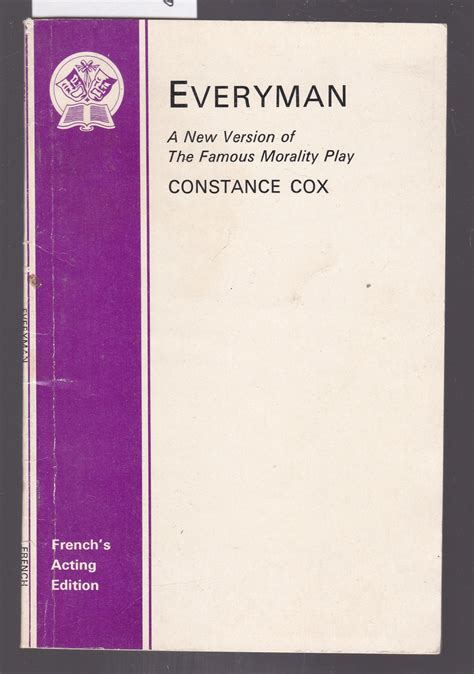 EVERYMAN
A New Version of
The Famous Morality Play
CONSTANCE COX
French's
Acting
Edition
EVERYMAN
FRENCH